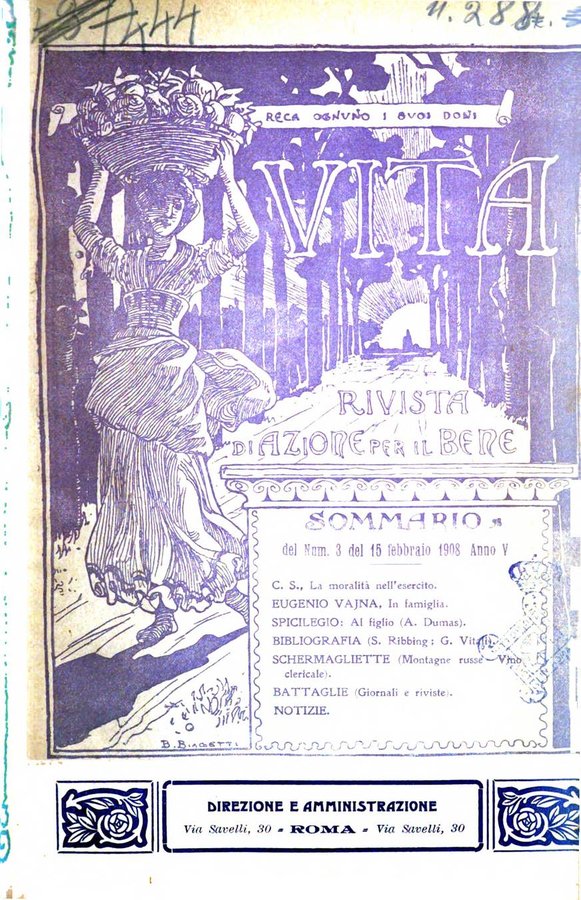 444
n. 288
RECA OGNUNO I SUOI DONI
VITA
RIVISTA
DI AZIONE PER IL BENE
SOMMARIO
del Num. 3 del 15 febbraio 1908 Anno V
C. S., La moralità nell'esercito.
EUGENIO VAJNA, In famiglia.
SPICILEGIO: Al figlio (A. Dumas).
BIBLIOGRAFIA (S. Ribbing; G. Vitali).
SCHERMAGLIETTE (Montagne russe - Vino
clericale).
BATTAGLIE (Giornali e riviste).
NOTIZIE.
B. BIAGETTI
DIREZIONE E AMMINISTRAZIONE
Via Savelli, 30 - ROMA - Via Savelli, 30